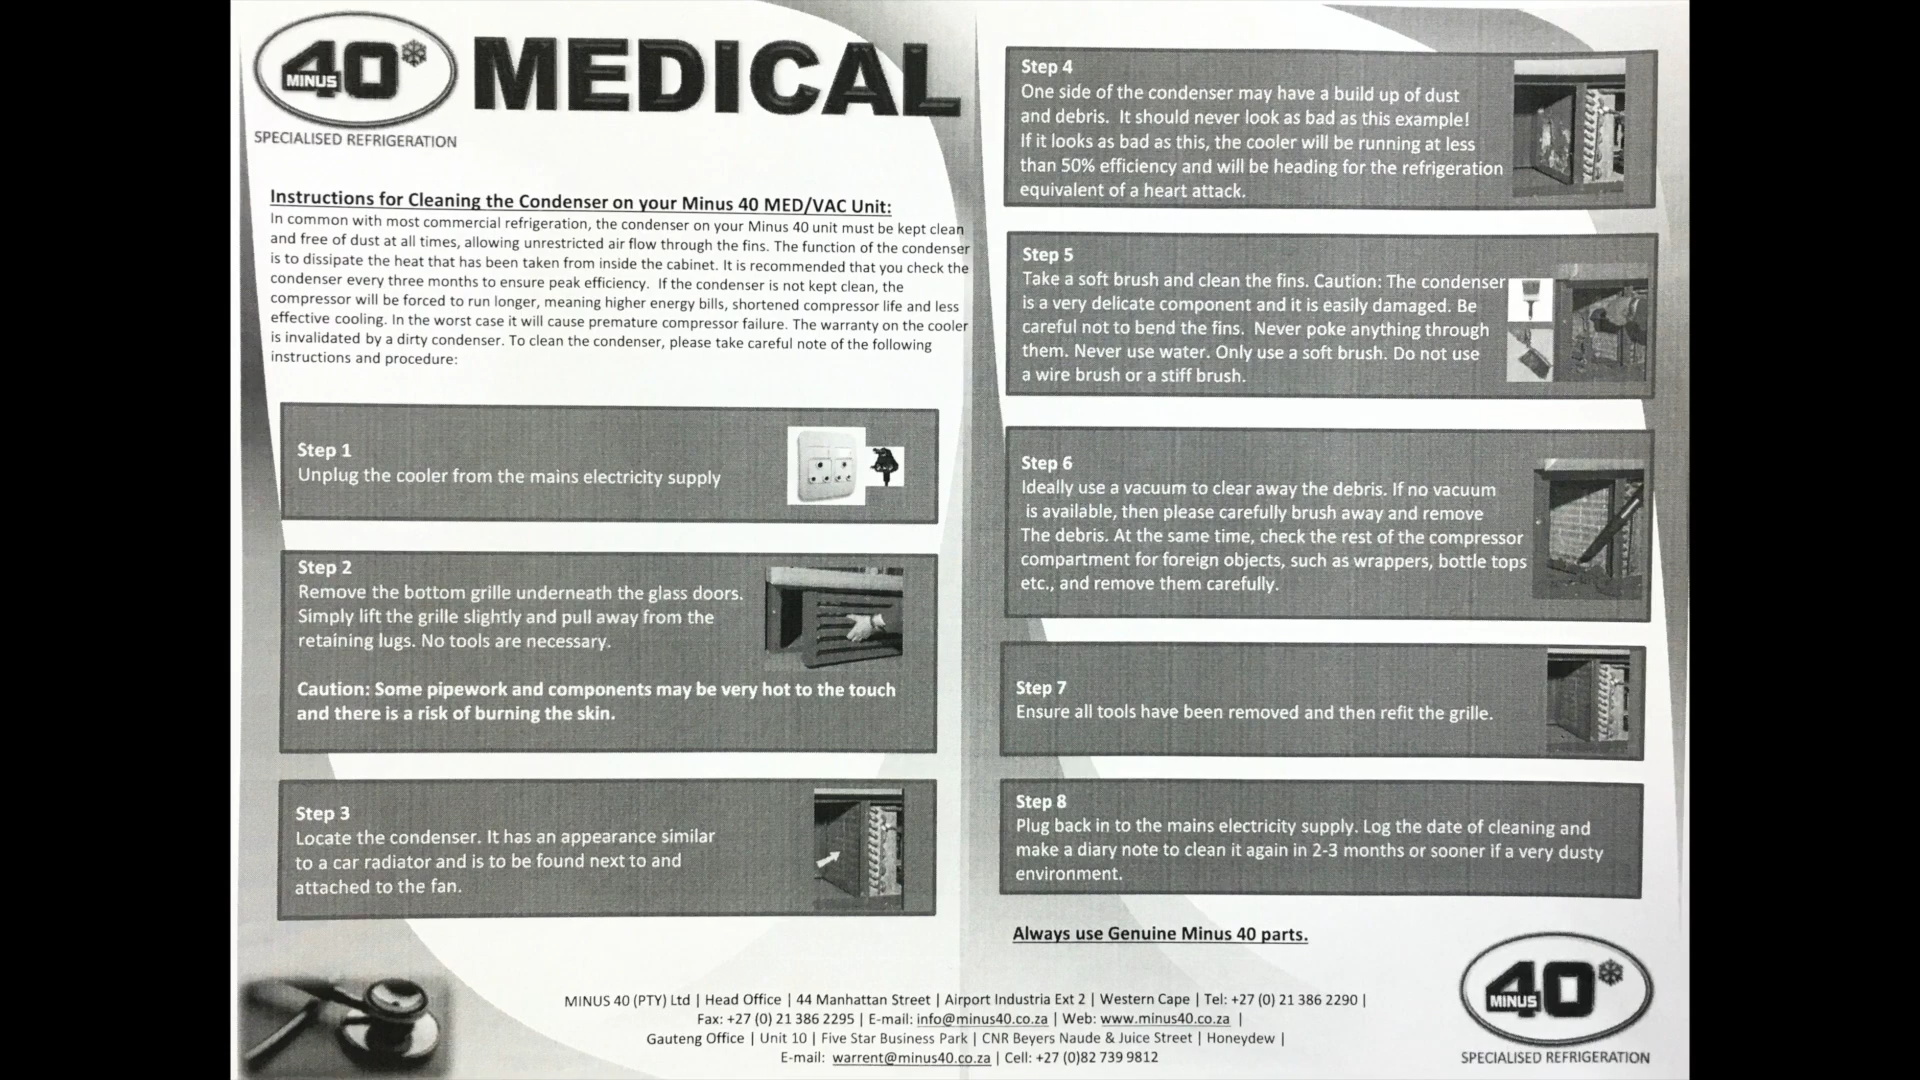 MINUS 40
MEDICAL
SPECIALISED REFRIGERATION
Instructions for Cleaning the Condenser on your Minus 40 MED/VAC Unit:
In common with most commercial refrigeration, the condenser on your Minus 40 unit must be kept clean
and free of dust at all times, allowing unrestricted air flow through the fins. The function of the condenser
is to dissipate the heat that has been taken from inside the cabinet. It is recommended that you check the
condenser every three months to ensure peak efficiency. If the condenser is not kept clean, the
compressor will be forced to run longer, meaning higher energy bills, shortened compressor life and less
effective cooling. In the worst case it will cause premature compressor failure. The warranty on the cooler
is invalidated by a dirty condenser. To clean the condenser, please take careful note of the following
instructions and procedure:
Step 1
Unplug the cooler from the mains electricity supply
Step 2
Remove the bottom grille underneath the glass doors.
Simply lift the grille slightly and pull away from the
retaining lugs. No tools are necessary.
Caution: Some pipework and components may be very hot to the touch
and there is a risk of burning the skin.
Step 3
Locate the condenser. It has an appearance similar
to a car radiator and is to be found next to and
attached to the fan.
Step 4
One side of the condenser may have a build up of dust
and debris. It should never look as bad as this example!
If it looks as bad as this, the cooler will be running at less
than 50% efficiency and will be heading for the refrigeration
equivalent of a heart attack.
Step 5
Take a soft brush and clean the fins. Caution: The condenser
is a very delicate component and it is easily damaged. Be
careful not to bend the fins. Never poke anything through
them. Never use water. Only use a soft brush. Do not use
a wire brush or a stiff brush.
Step 6
Ideally use a vacuum to clear away the debris. If no vacuum
is available, then please carefully brush away and remove
The debris. At the same time, check the rest of the compressor
compartment for foreign objects, such as wrappers, bottle tops
etc., and remove them carefully.
Step 7
Ensure all tools have been removed and then refit the grille.
Step 8
Plug back in to the mains electricity supply. Log the date of cleaning and
make a diary note to clean it again in 2-3 months or sooner if a very dusty
environment.
Always use Genuine Minus 40 parts.
MINUS 40 (PTY) Ltd | Head Office | 44 Manhattan Street | Airport Industria Ext 2 | Western Cape | Tel: +27 (0) 21 386 2290 |
Fax: +27 (0) 21 386 2295 | E-mail: info@minus40.co.za | Web: www.minus40.co.za |
Gauteng Office | Unit 10 | Five Star Business Park | CNR Beyers Naude & Juice Street | Honeydew |
E-mail: warrent@minus40.co.za | Cell: +27 (0)82 739 9812
MINUS 40
SPECIALISED REFRIGERATION